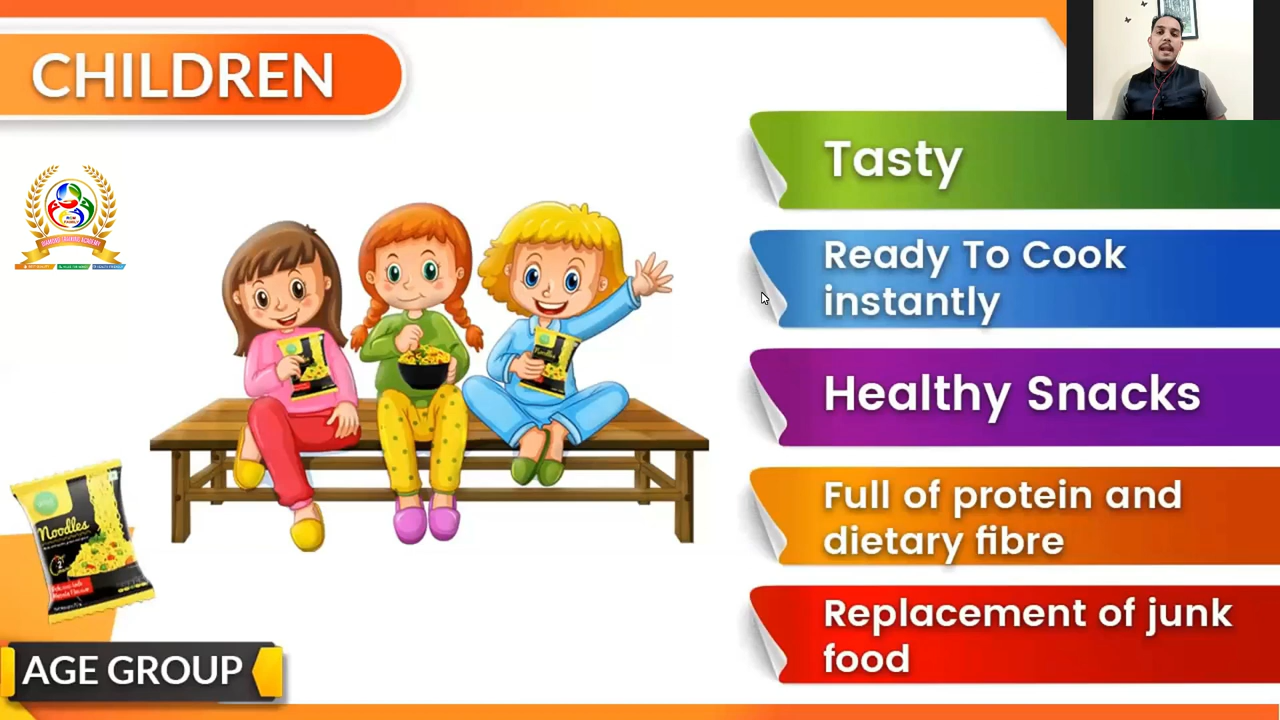 CHILDREN
Tasty
Ready To Cook
instantly
Healthy Snacks
Full of protein and
dietary fibre
Replacement of junk
food
Noodles
Noodles
AGE GROUP